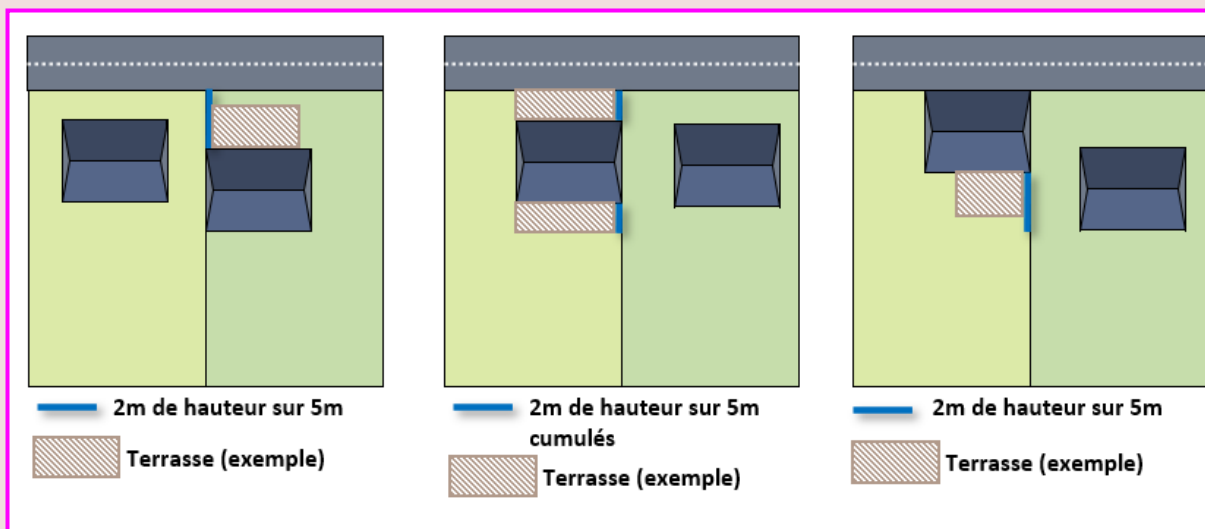 2m de hauteur sur 5m
Terrasse (exemple)
2m de hauteur sur 5m
cumulés
Terrasse (exemple)
2m de hauteur sur 5m
Terrasse (exemple)